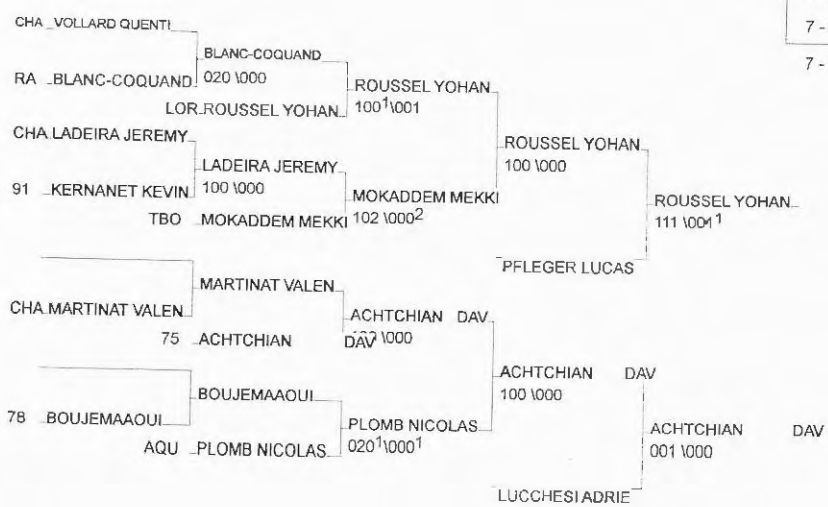 CHA VOLLARD QUENTI
7 -
BLANC-COQUAND
7 -
RA BLANC-COQUAND 020 \000
ROUSSEL YOHAN
LOR ROUSSEL YOHAN 100¹\001
CHA LADEIRA JEREMY
ROUSSEL YOHAN
LADEIRA JEREMY 100 \000
100 \000
91 KERNANET KEVIN
MOKADDEM MEKKI
ROUSSEL YOHAN
TBO MOKADDEM MEKKI 102 \000²
111 \001¹
PFLEGER LUCAS
MARTINAT VALEN
CHA MARTINAT VALEN
ACHTCHIAN DAV
75 ACHTCHIAN DAV \000
ACHTCHIAN DAV
BOUJEMAAOUI
100 \000
78 BOUJEMAAOUI
PLOMB NICOLAS
ACHTCHIAN DAV
AQU PLOMB NICOLAS 020¹\000¹
001 \000
LUCCHESI ADRIE